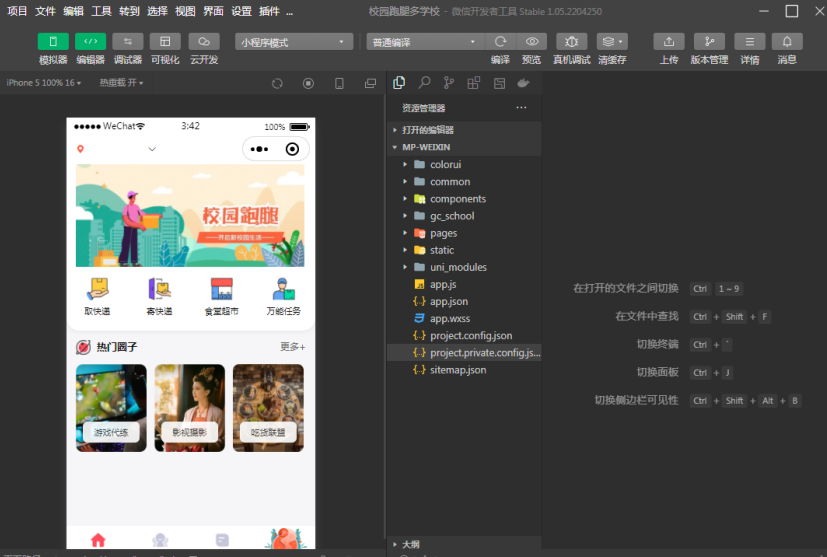 项目 文件 编辑 工具 转到 选择 视图 界面 设置 插件 ...
校园跑腿多学校 - 微信开发者工具 Stable 1.05.2204250
小程序模式
普通编译
模拟器 编辑器 调试器 可视化 云开发
编译 预览 真机调试 清缓存
上传 版本管理 详情 消息
iPhone 5 100% 16
热重载 开
WeChat
3:42
100%
校园跑腿
取快递
寄快递
食堂超市
万能任务
热门圈子
更多+
游戏代练
影视摄影
吃货联盟
资源管理器
...
打开的编辑器
MP-WEIXIN
colorui
common
components
gc_school
pages
static
uni_modules
app.js
app.json
app.wxss
project.config.json
project.private.config.js...
sitemap.json
大纲
在打开的文件之间切换 Ctrl 1 ~ 9
在文件中查找 Ctrl + Shift + F
切换终端 Ctrl + `
切换面板 Ctrl + J
切换侧边栏可见性 Ctrl + Shift + Alt + B